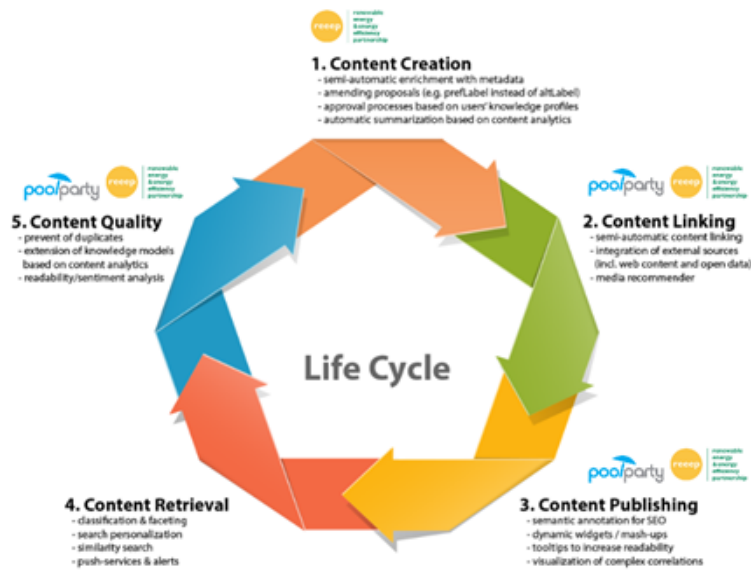 reeep
renewable
energy
& energy
efficiency
partnership
1. Content Creation
- semi-automatic enrichment with metadata
- amending proposals (e.g. prefLabel instead of altLabel)
- approval processes based on users' knowledge profiles
- automatic summarization based on content analytics
poolparty
reeep
renewable
energy
& energy
efficiency
partnership
2. Content Linking
- semi-automatic content linking
- integration of external sources
(incl. web content and open data)
- media recommender
poolparty
reeep
renewable
energy
& energy
efficiency
partnership
3. Content Publishing
- semantic annotation for SEO
- dynamic widgets / mash-ups
- tooltips to increase readability
- visualization of complex correlations
4. Content Retrieval
- classification & faceting
- search personalization
- similarity search
- push-services & alerts
poolparty
reeep
renewable
energy
& energy
efficiency
partnership
5. Content Quality
- prevent of duplicates
- extension of knowledge models
based on content analytics
- readability/sentiment analysis
Life Cycle